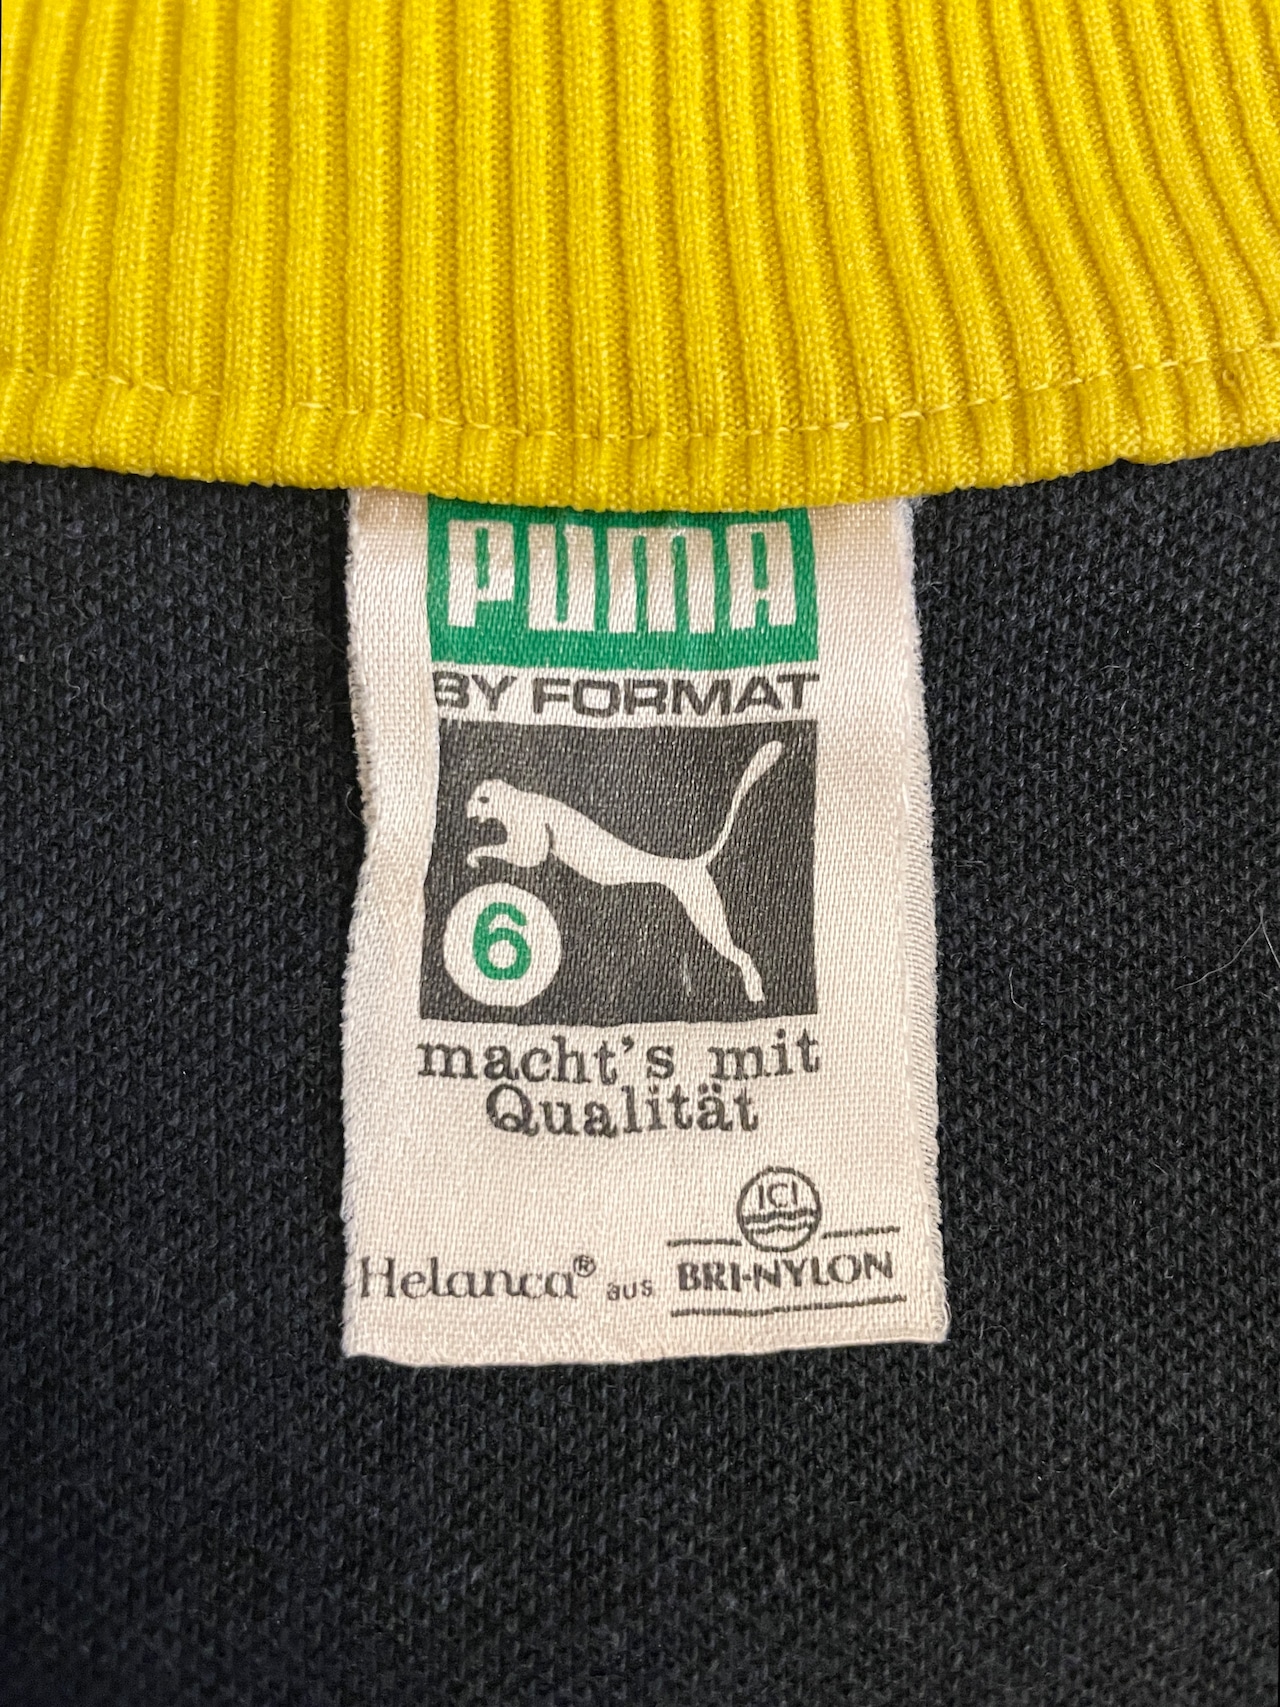 PUMA
BY FORMAT
6
macht's mit
Qualität
ICI
Helanca® aus BRI-NYLON